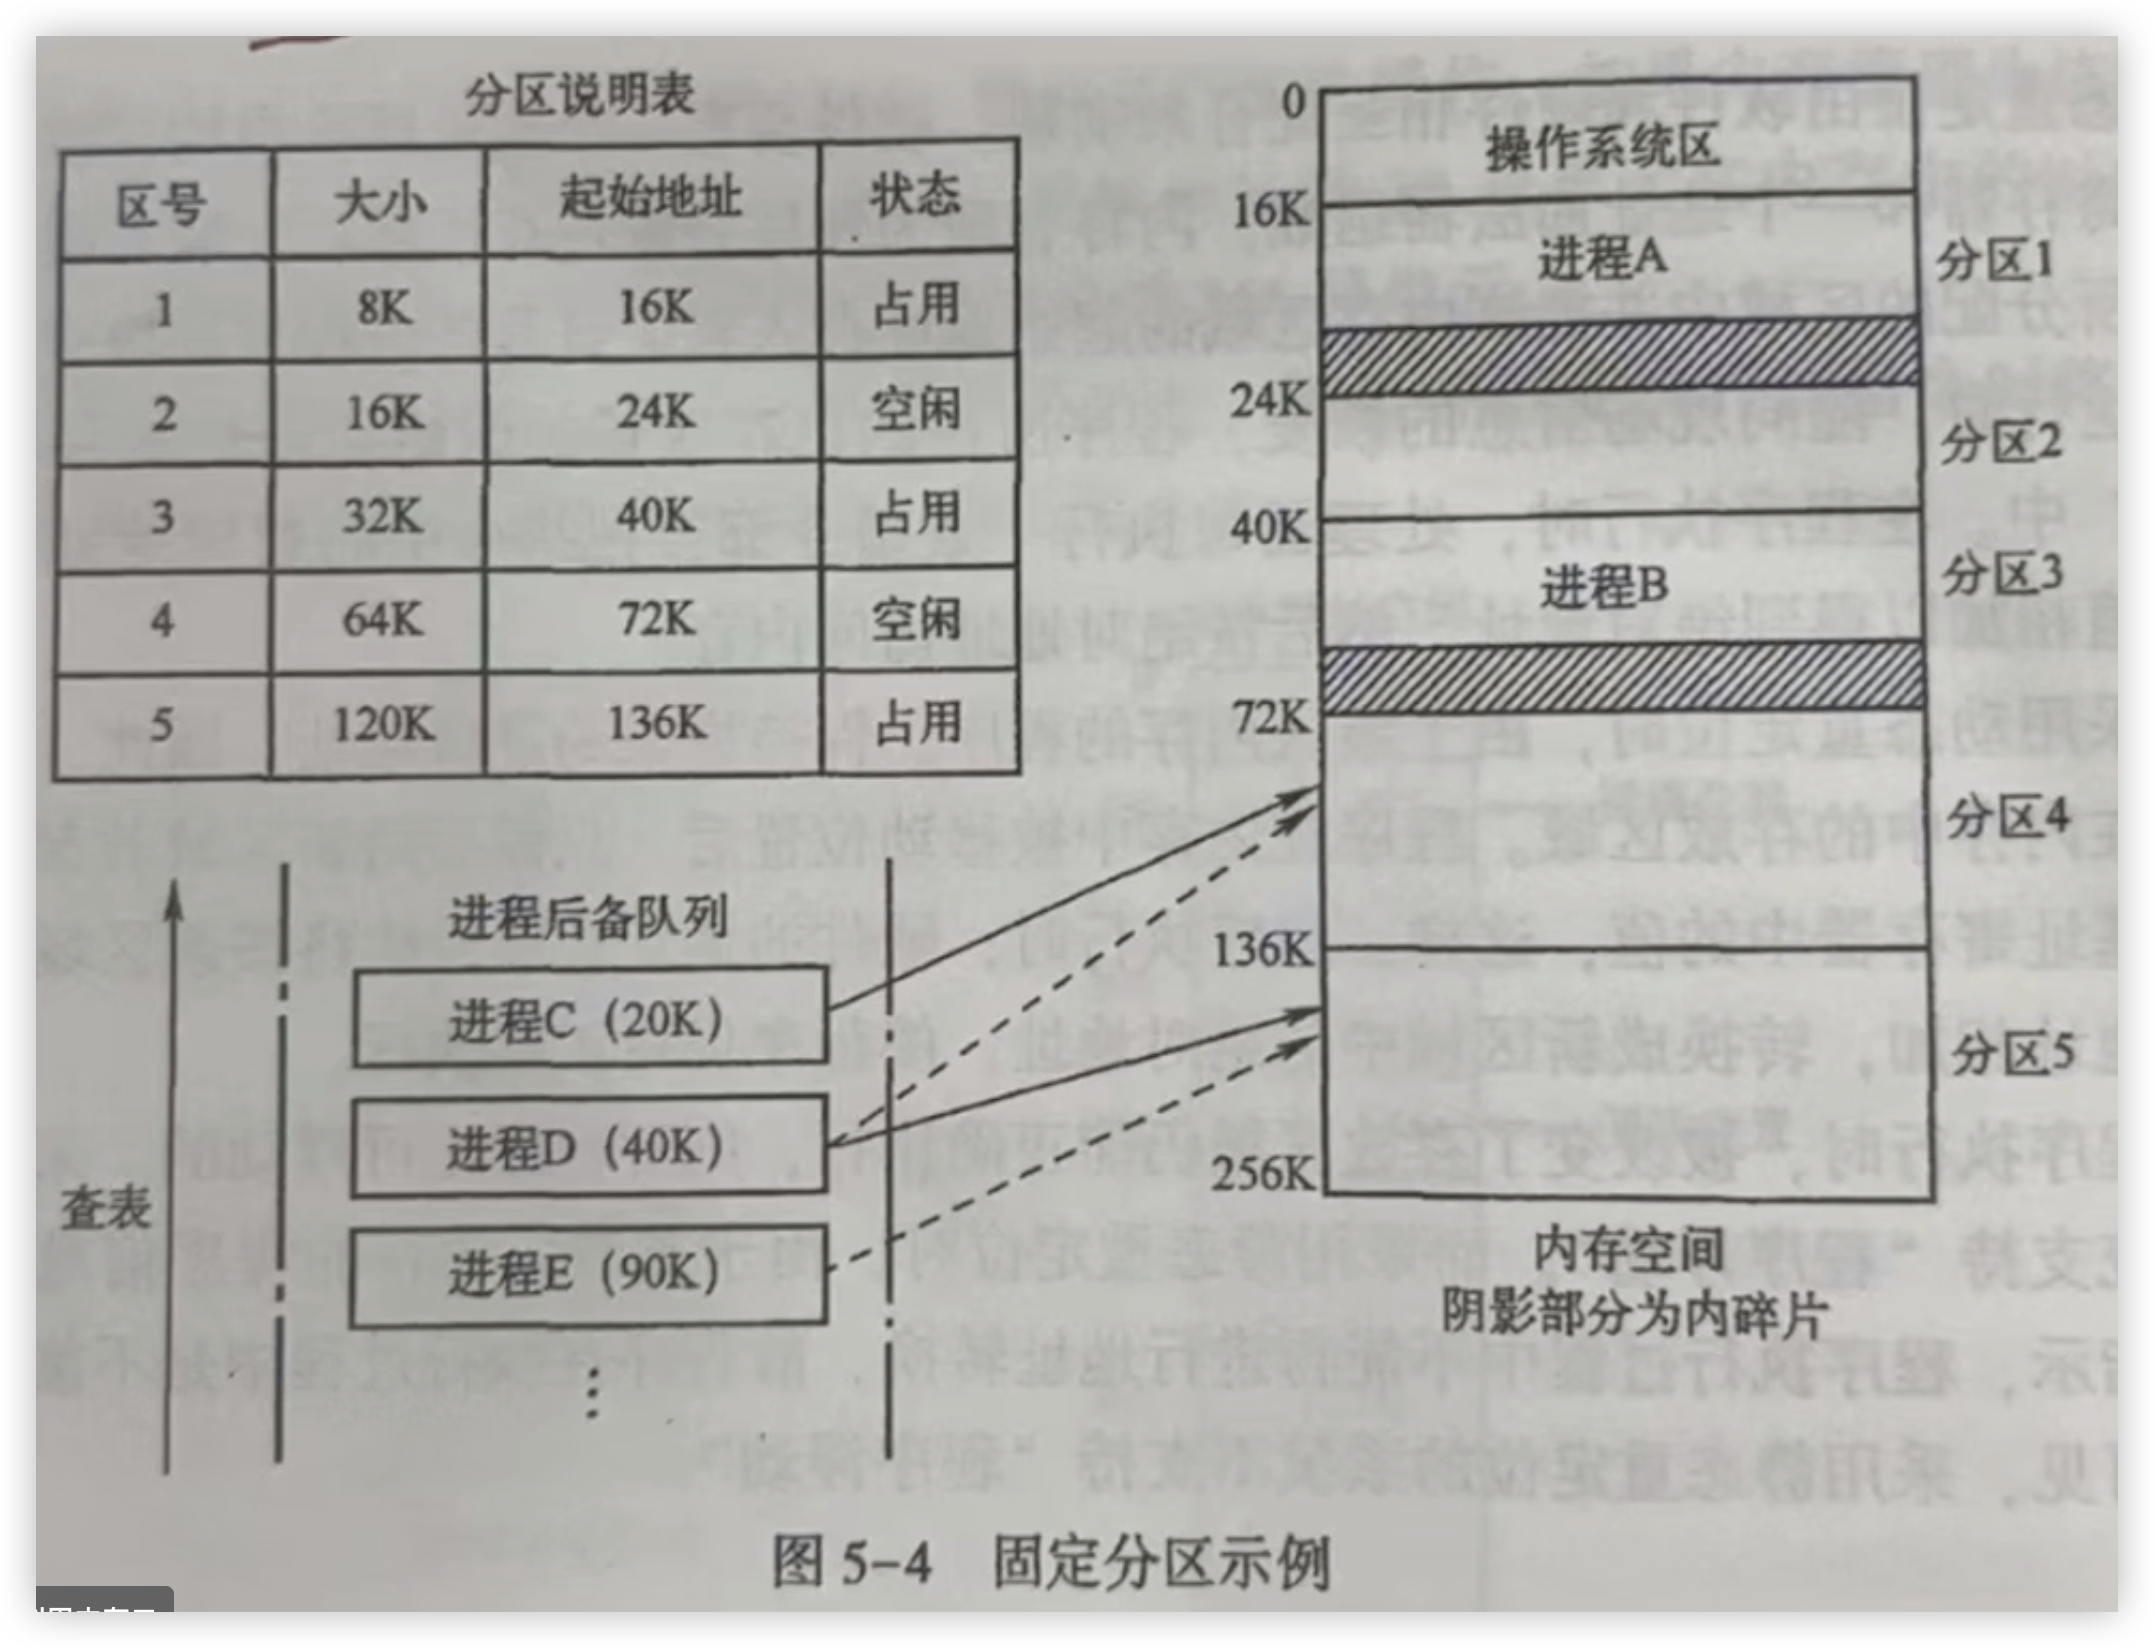 分区说明表
区号 大小 起始地址 状态
1 8K 16K 占用
2 16K 24K 空闲
3 32K 40K 占用
4 64K 72K 空闲
5 120K 136K 占用
查表
进程后备队列
进程C（20K）
进程D（40K）
进程E（90K）
⋮
0
操作系统区
16K
进程A
分区1
24K
分区2
40K
进程B
分区3
72K
分区4
136K
分区5
256K
内存空间
阴影部分为内碎片
图 5-4 固定分区示例